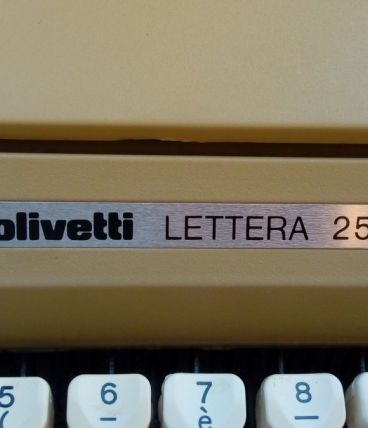 olivetti LETTERA 25
5 6 7 8
( _ è _